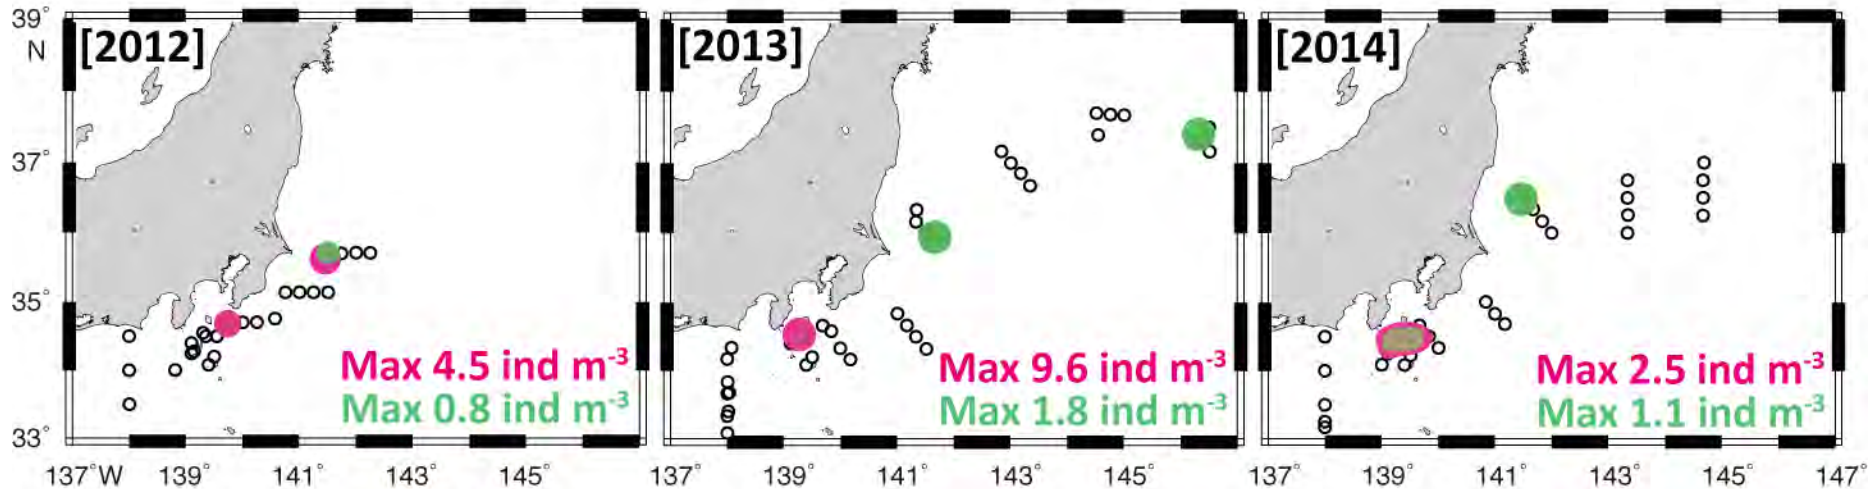 39°
N
37°
35°
33°
[2012]
Max 4.5 ind m⁻³
Max 0.8 ind m⁻³
137°W 139° 141° 143° 145°
[2013]
Max 9.6 ind m⁻³
Max 1.8 ind m⁻³
137° 139° 141° 143° 145°
[2014]
Max 2.5 ind m⁻³
Max 1.1 ind m⁻³
137° 139° 141° 143° 145° 147°